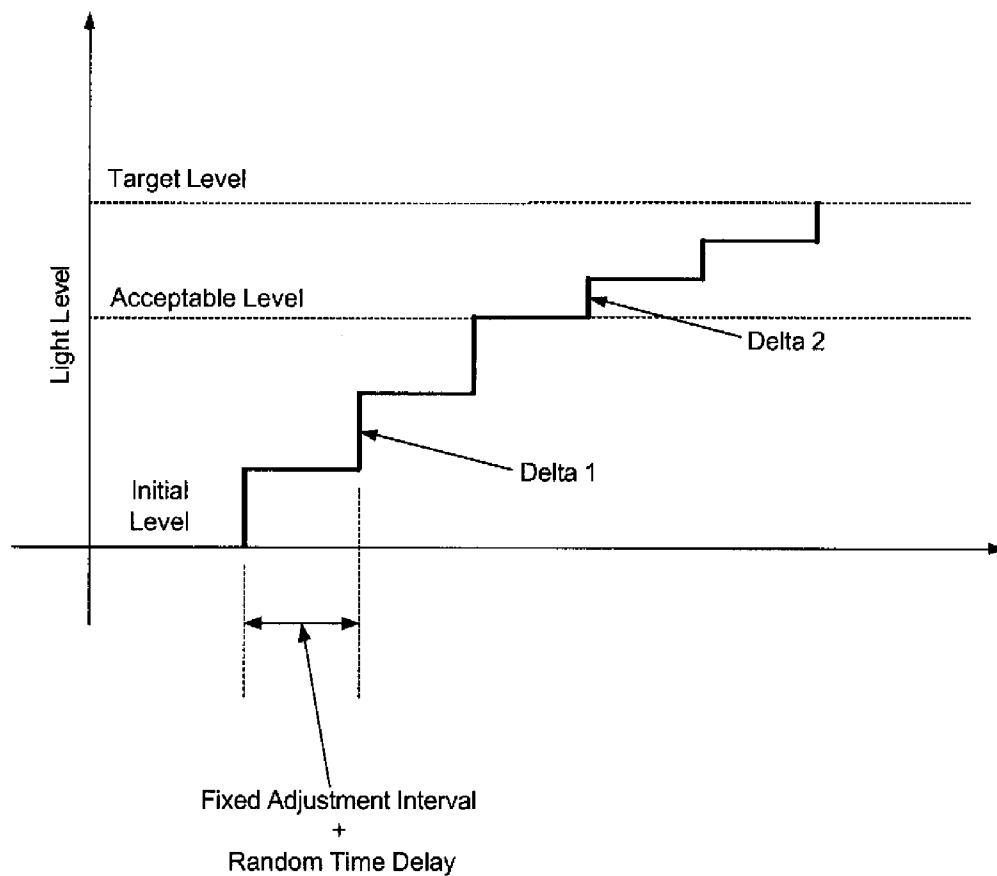 Target Level
Acceptable Level
Light Level
Delta 2
Delta 1
Initial
Level
Fixed Adjustment Interval
+
Random Time Delay